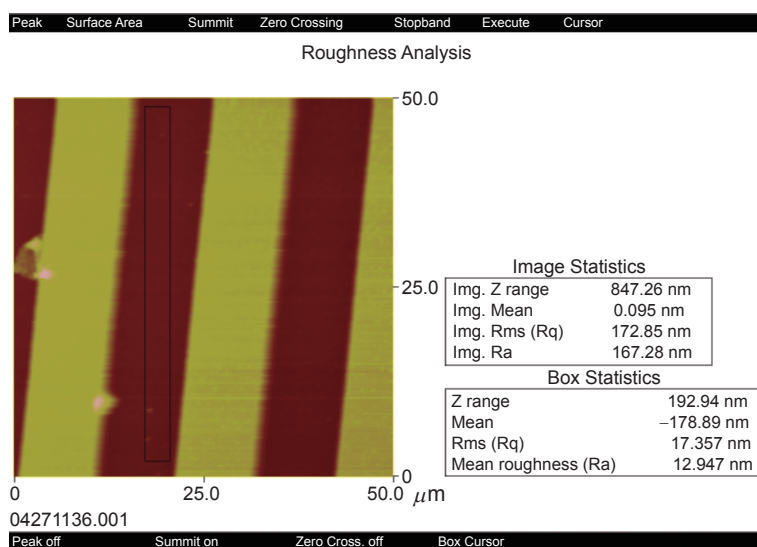 Peak Surface Area Summit Zero Crossing Stopband Execute Cursor
Roughness Analysis
50.0
25.0
0
0 25.0 50.0 μm
Image Statistics
Img. Z range 847.26 nm
Img. Mean 0.095 nm
Img. Rms (Rq) 172.85 nm
Img. Ra 167.28 nm
Box Statistics
Z range 192.94 nm
Mean −178.89 nm
Rms (Rq) 17.357 nm
Mean roughness (Ra) 12.947 nm
04271136.001
Peak off Summit on Zero Cross. off Box Cursor